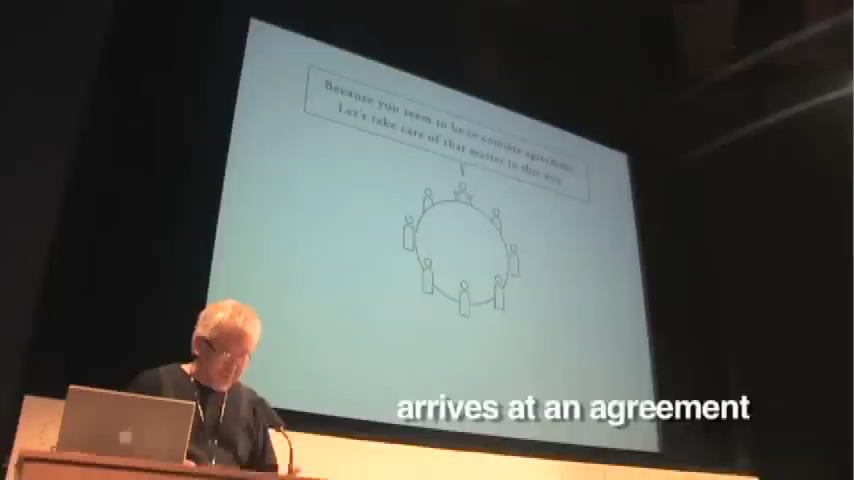 Because you seem to be in complete agreement
Let's take care of that matter in this way
arrives at an agreement